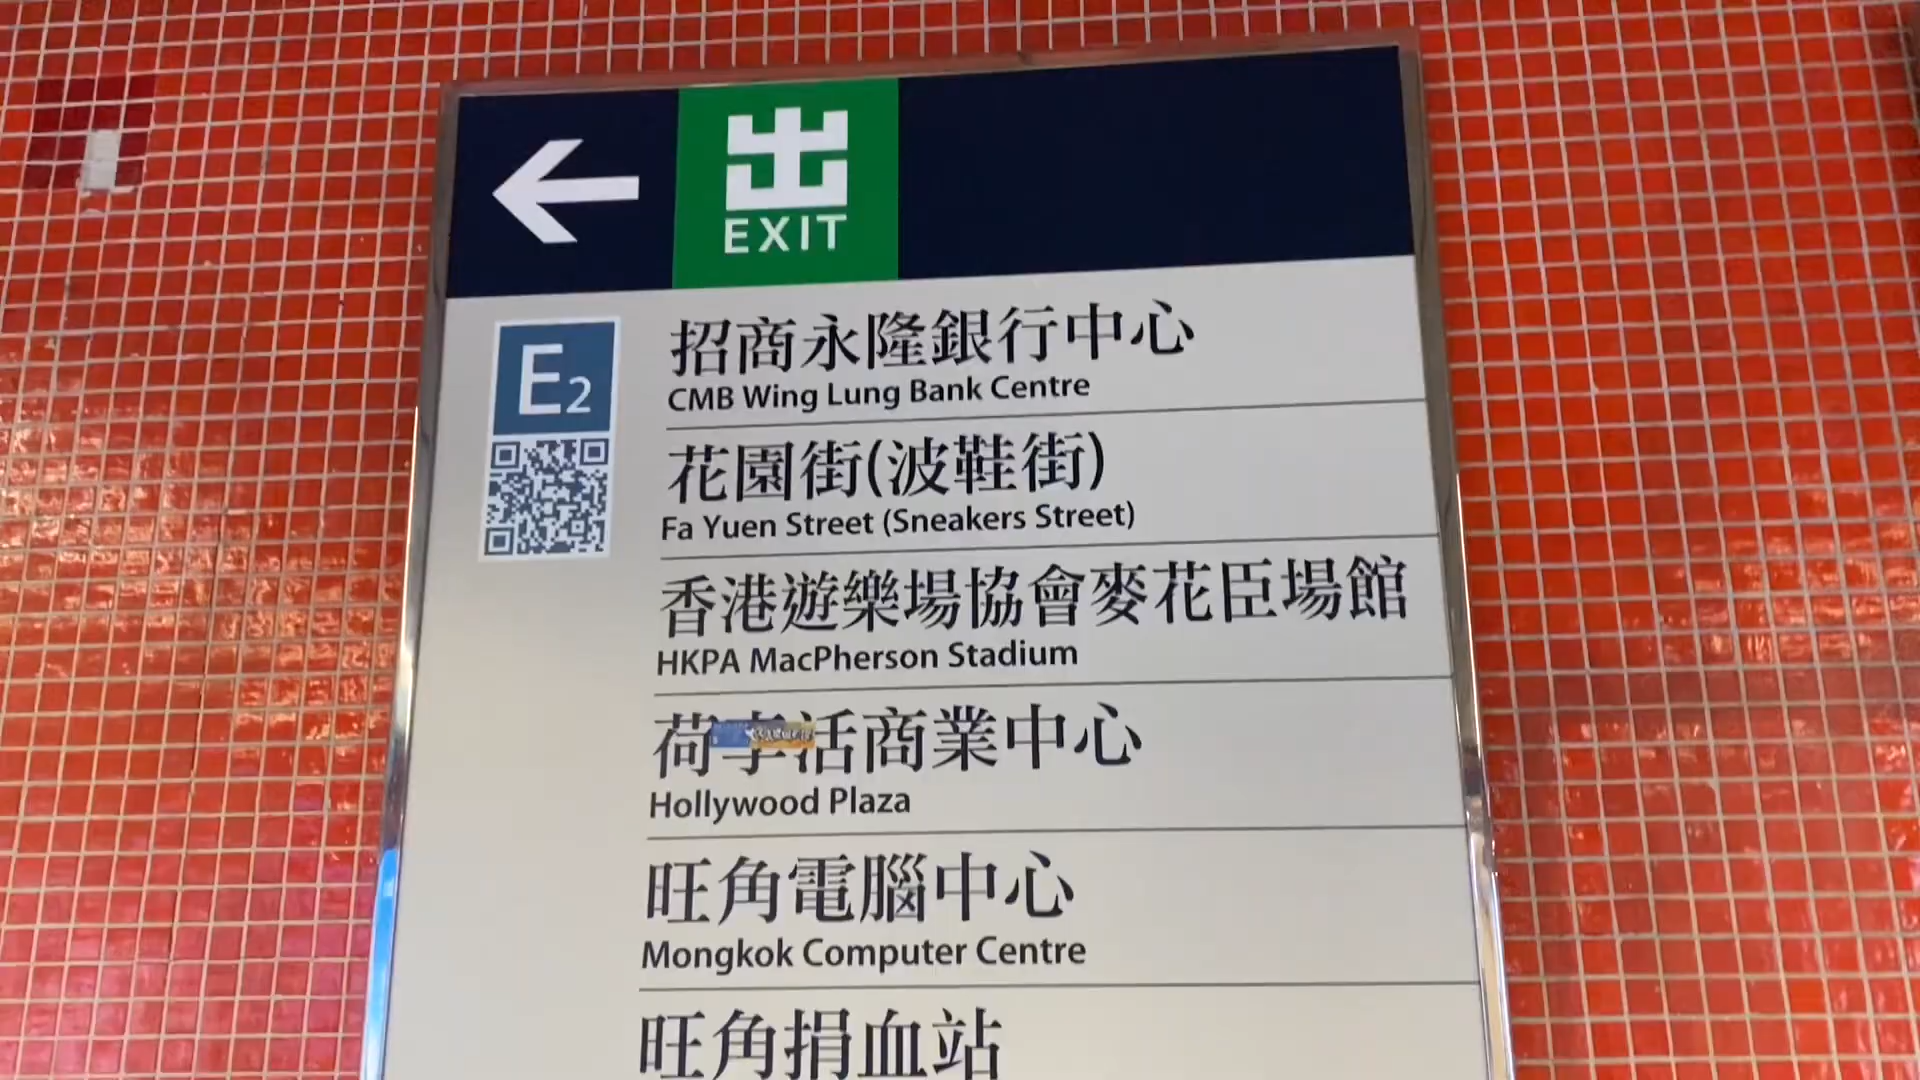 出
EXIT
E2
招商永隆銀行中心
CMB Wing Lung Bank Centre
花園街(波鞋街)
Fa Yuen Street (Sneakers Street)
香港遊樂場協會麥花臣場館
HKPA MacPherson Stadium
荷李活商業中心
Hollywood Plaza
旺角電腦中心
Mongkok Computer Centre
旺角捐血站